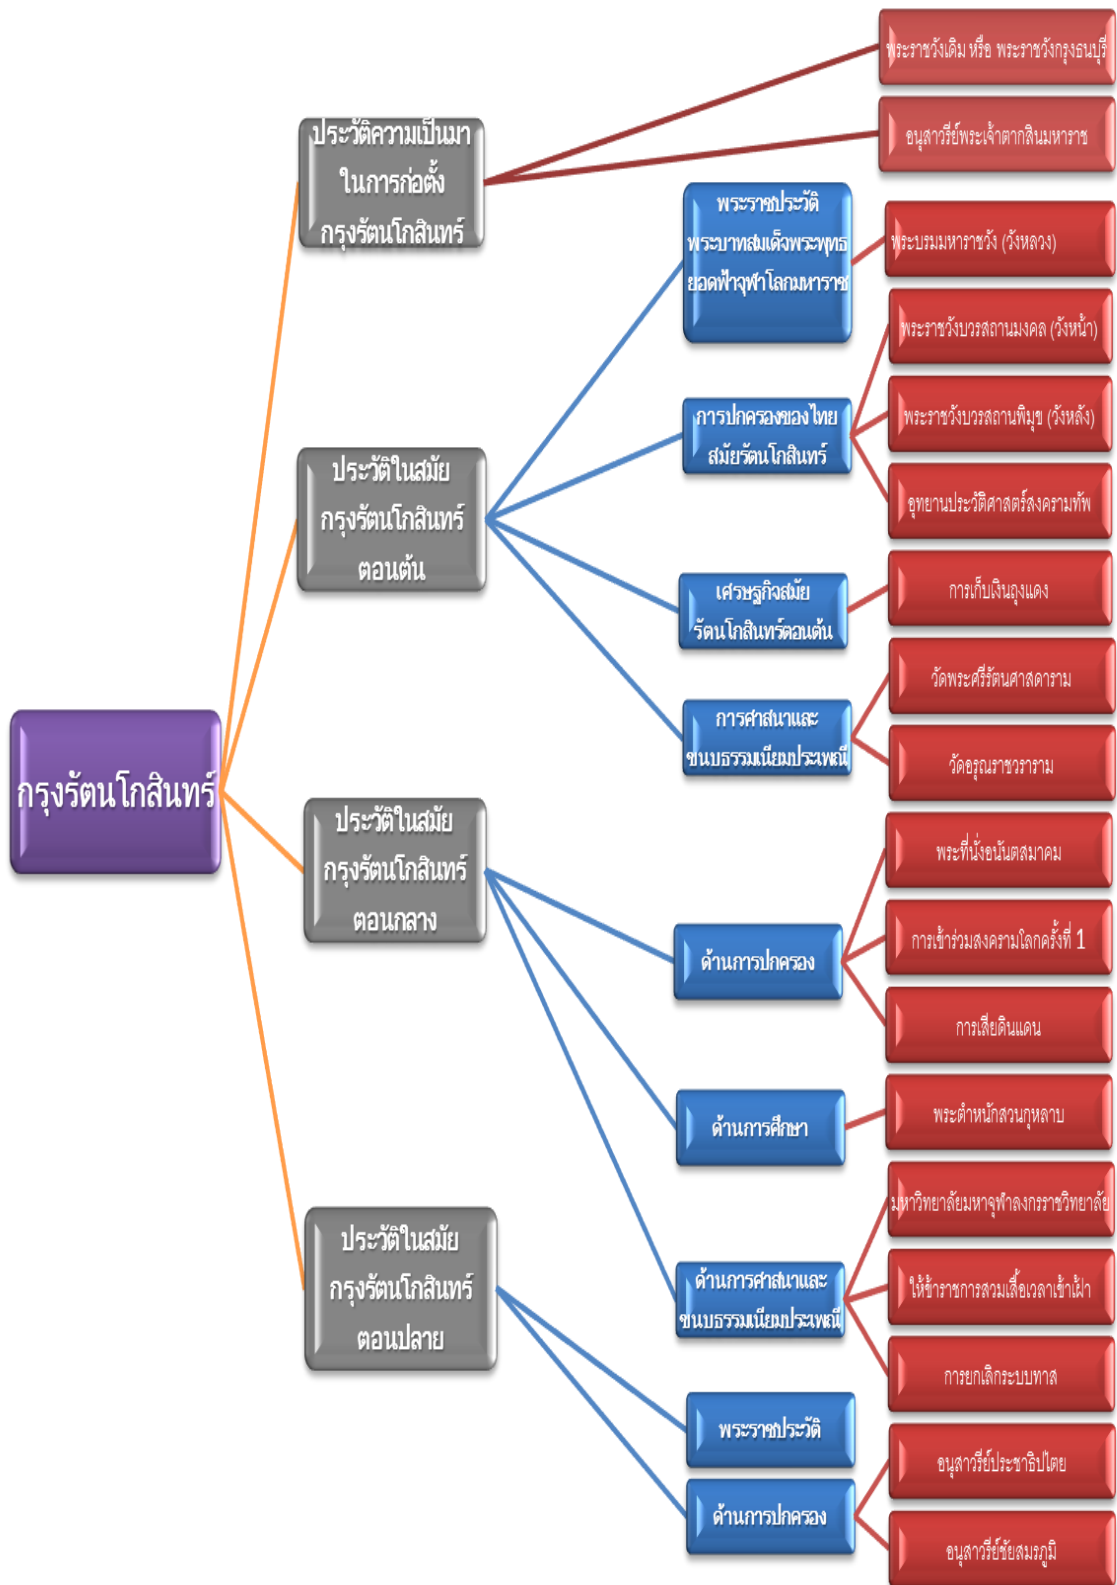 กรุงรัตนโกสินทร์
ประวัติความเป็นมา
ในการก่อตั้ง
กรุงรัตนโกสินทร์
พระราชวังเดิม หรือ พระราชวังกรุงธนบุรี
อนุสาวรีย์พระเจ้าตากสินมหาราช
ประวัติในสมัย
กรุงรัตนโกสินทร์
ตอนต้น
พระราชประวัติ
พระบาทสมเด็จพระพุทธ
ยอดฟ้าจุฬาโลกมหาราช
พระบรมมหาราชวัง (วังหลวง)
การปกครองของไทย
สมัยรัตนโกสินทร์
พระราชวังบวรสถานมงคล (วังหน้า)
พระราชวังบวรสถานพิมุข (วังหลัง)
อุทยานประวัติศาสตร์สงครามทัพ
เศรษฐกิจสมัย
รัตนโกสินทร์ตอนต้น
การเก็บเงินถุงแดง
การศาสนาและ
ขนบธรรมเนียมประเพณี
วัดพระศรีรัตนศาสดาราม
วัดอรุณราชวราราม
ประวัติในสมัย
กรุงรัตนโกสินทร์
ตอนกลาง
ด้านการปกครอง
พระที่นั่งอนันตสมาคม
การเข้าร่วมสงครามโลกครั้งที่ 1
การเสียดินแดน
ด้านการศึกษา
พระตำหนักสวนกุหลาบ
ด้านการศาสนาและ
ขนบธรรมเนียมประเพณี
มหาวิทยาลัยมหาจุฬาลงกรราชวิทยาลัย
ให้ข้าราชการสวมเสื้อเวลาเข้าเฝ้า
การยกเลิกระบบทาส
ประวัติในสมัย
กรุงรัตนโกสินทร์
ตอนปลาย
พระราชประวัติ
ด้านการปกครอง
อนุสาวรีย์ประชาธิปไตย
อนุสาวรีย์ชัยสมรภูมิ